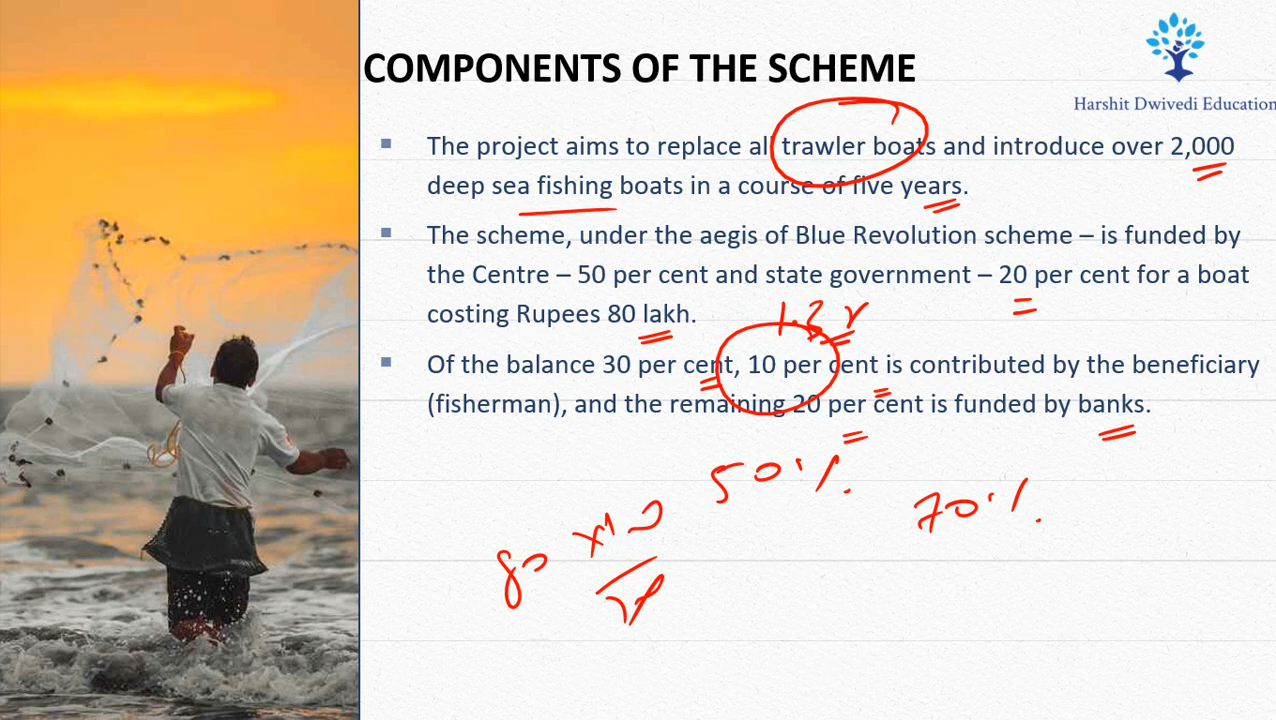 COMPONENTS OF THE SCHEME
Harshit Dwivedi Education
The project aims to replace all trawler boats and introduce over 2,000
deep sea fishing boats in a course of five years.
The scheme, under the aegis of Blue Revolution scheme – is funded by
the Centre – 50 per cent and state government – 20 per cent for a boat
costing Rupees 80 lakh.
Of the balance 30 per cent, 10 per cent is contributed by the beneficiary
(fisherman), and the remaining 20 per cent is funded by banks.
50%.
70%.
80